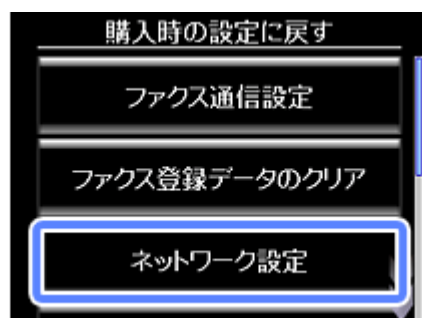 購入時の設定に戻す
ファクス通信設定
ファクス登録データのクリア
ネットワーク設定